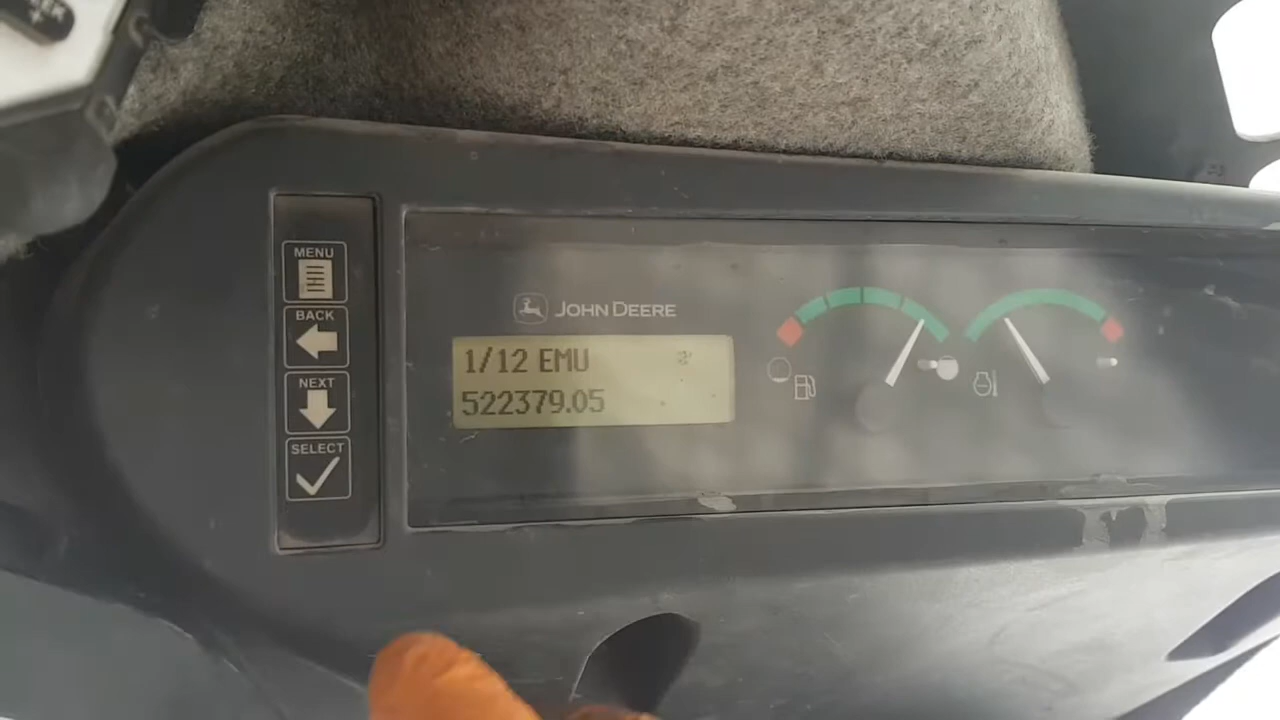 MENU
BACK
NEXT
SELECT
JOHN DEERE
1/12 EMU
522379.05